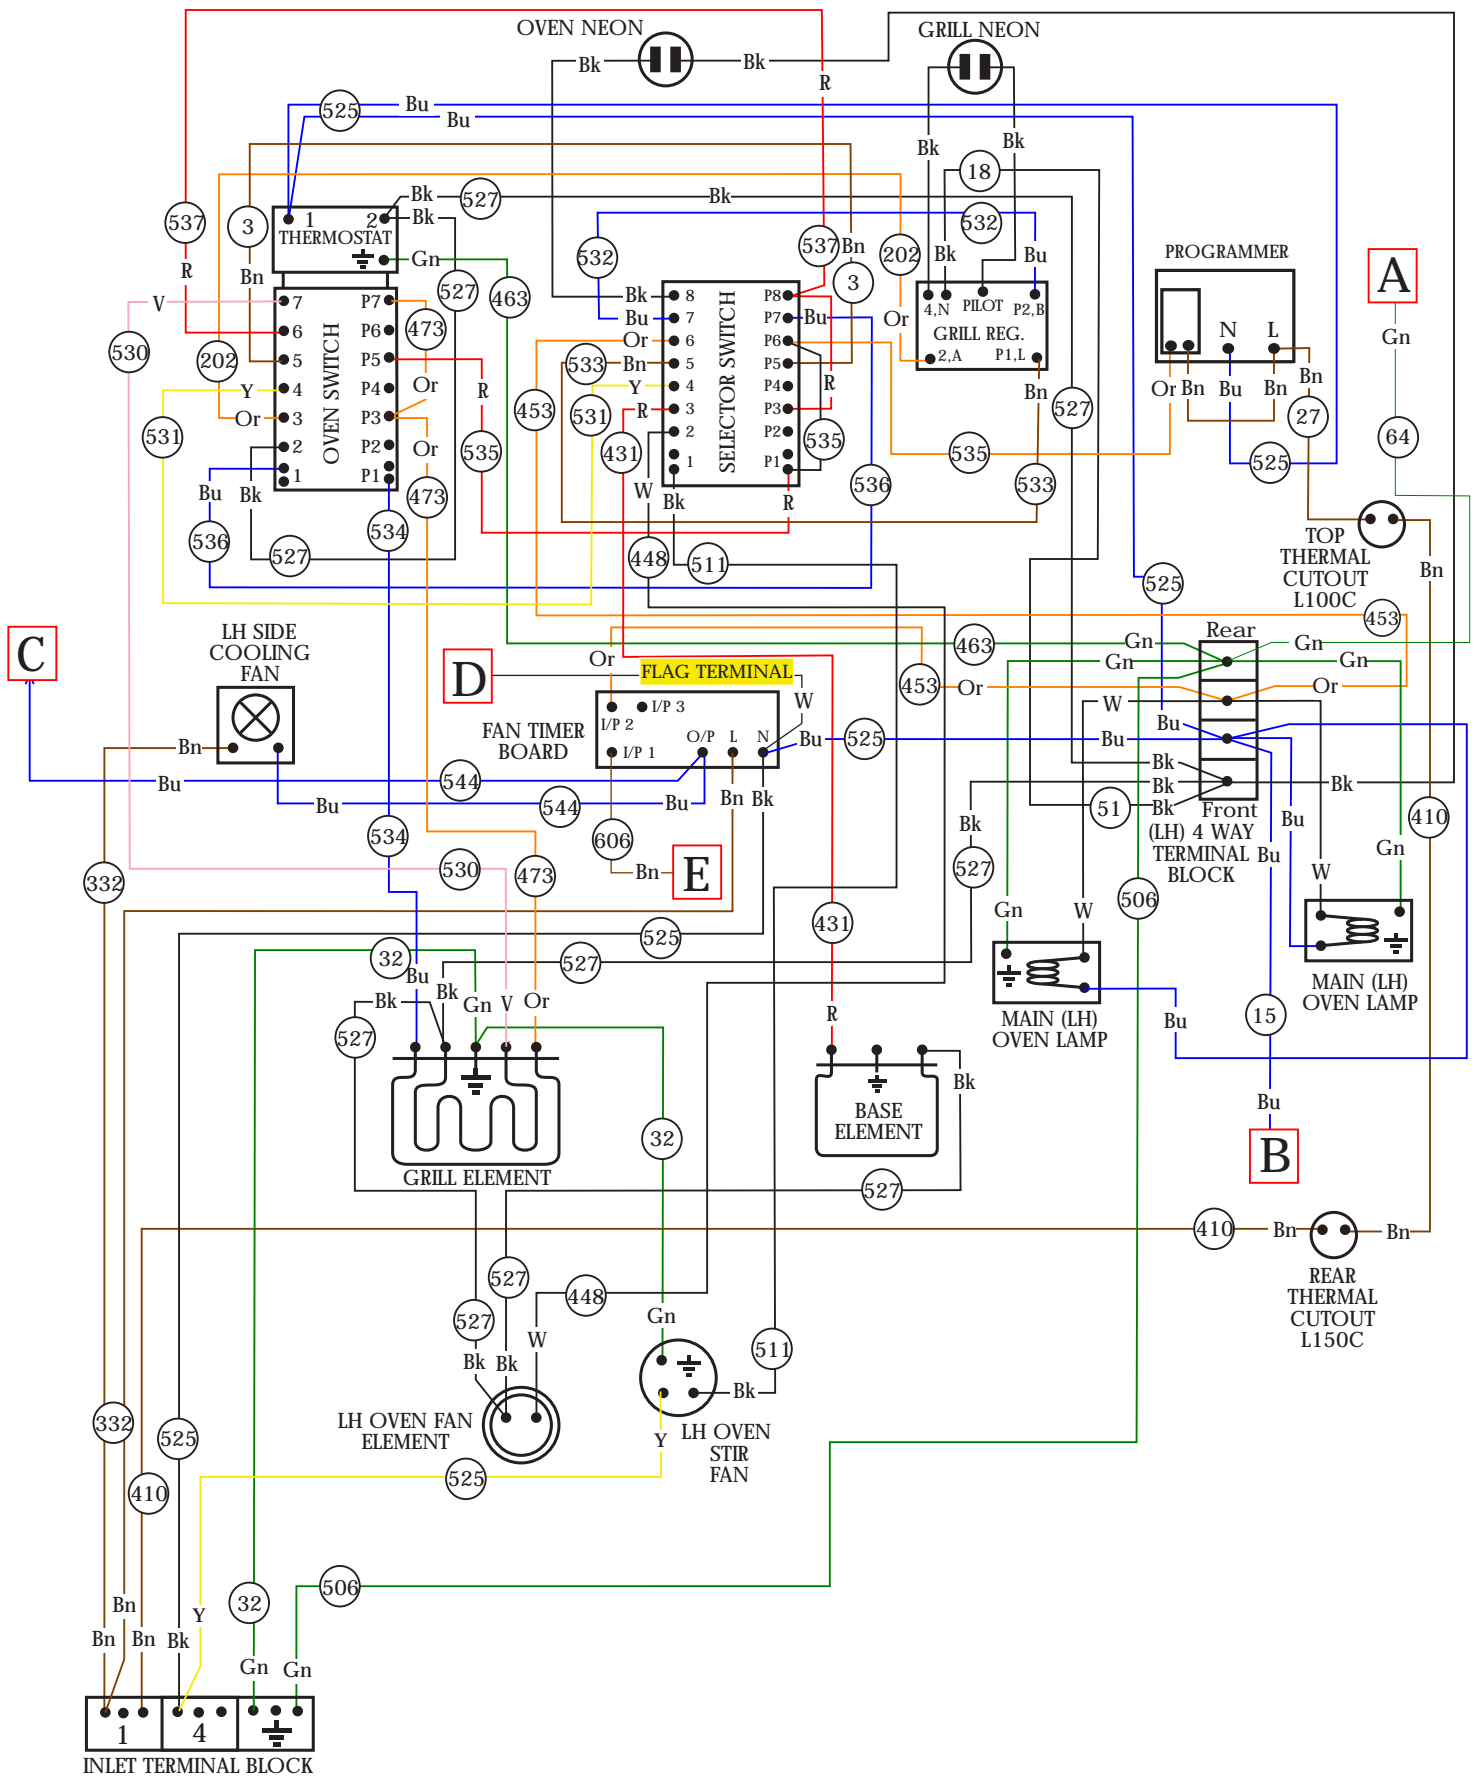 OVEN NEON
GRILL NEON
Bk
Bk
R
525
Bu
Bu
Bk
Bk
18
537
3
Bk
527
Bk
Bk
1
2
THERMOSTAT
R
Bn
Gn
532
537
Bn
3
202
532
Bk
Bu
PROGRAMMER
A
V
530
202
527
463
7
6
5
4
3
2
1
OVEN SWITCH
P7
P6
P5
P4
P3
P2
P1
473
Or
Or
473
R
535
Y
Or
531
Bu
Bk
536
527
534
Bk
Bu
Or
533
Bn
Y
R
453
531
431
W
Bk
8
7
6
5
4
3
2
1
SELECTOR SWITCH
P8
P7
P6
P5
P4
P3
P2
P1
Bu
R
535
R
536
Or
4,N
PILOT
P2,B
GRILL REG.
2,A
P1,L
Bn
527
535
533
N
L
Or
Bn
Bu
Bn
Bn
27
525
Gn
64
448
511
TOP
THERMAL
CUTOUT
L100C
Bn
525
453
C
LH SIDE
COOLING
FAN
Bn
Bu
544
Bu
544
Bu
D
Or
FLAG TERMINAL
W
FAN TIMER
BOARD
I/P 2
I/P 3
I/P 1
O/P
L
N
Bu
525
Bn
Bk
606
Bn
E
463
453
Or
Gn
Gn
W
Bu
Bu
Bk
Bk
Bk
51
Rear
Front
(LH) 4 WAY
TERMINAL
BLOCK
Gn
Gn
Or
Bk
Bu
Bu
410
Gn
W
534
530
473
332
32
525
527
Bk
527
431
506
Gn
W
MAIN (LH)
OVEN LAMP
MAIN (LH)
OVEN LAMP
Bu
15
Bu
B
Bu
Bk
Bk
Gn
V
Or
527
GRILL ELEMENT
32
R
Bk
BASE
ELEMENT
527
410
Bn
Bn
REAR
THERMAL
CUTOUT
L150C
527
448
527
Gn
511
Bk
Bk
W
Bk
LH OVEN FAN
ELEMENT
LH OVEN
STIR
FAN
Y
525
332
525
410
506
32
Bn
Bn
Bn
Bk
Y
Gn
Gn
1
4
INLET TERMINAL BLOCK